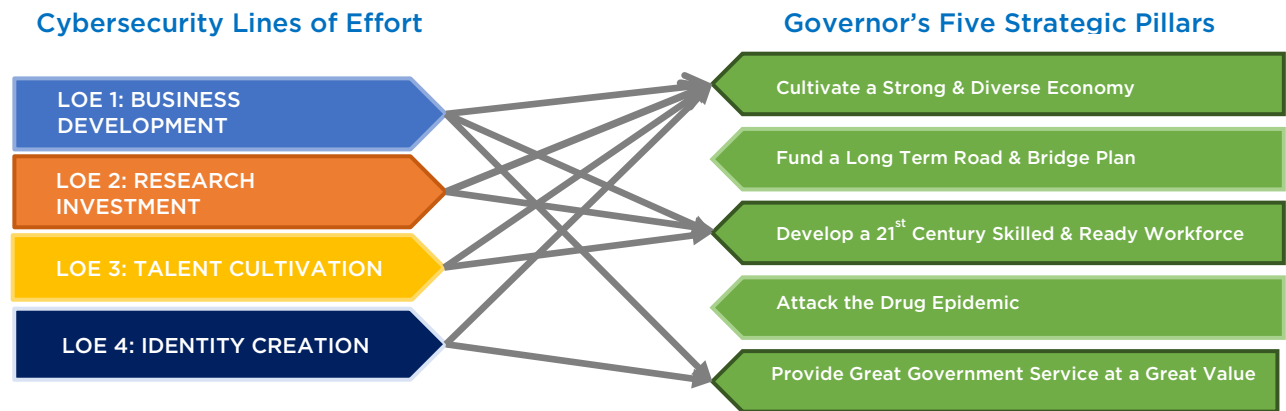 Cybersecurity Lines of Effort
Governor's Five Strategic Pillars
LOE 1: BUSINESS
DEVELOPMENT
LOE 2: RESEARCH
INVESTMENT
LOE 3: TALENT CULTIVATION
LOE 4: IDENTITY CREATION
Cultivate a Strong & Diverse Economy
Fund a Long Term Road & Bridge Plan
Develop a 21st Century Skilled & Ready Workforce
Attack the Drug Epidemic
Provide Great Government Service at a Great Value